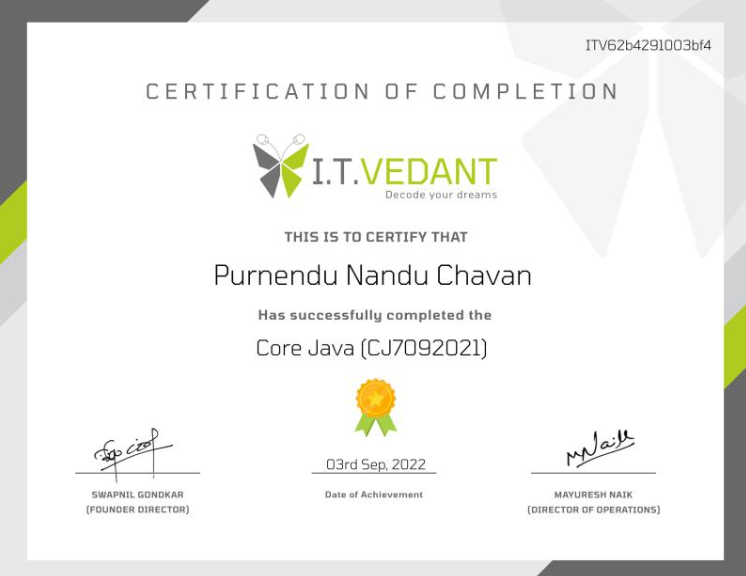 ITV62b4291003bf4
CERTIFICATION OF COMPLETION
I.T.VEDANT
Decode your dreams
THIS IS TO CERTIFY THAT
Purnendu Nandu Chavan
Has successfully completed the
Core Java (CJ7092021)
03rd Sep, 2022
Date of Achievement
SWAPNIL GONDKAR
(FOUNDER DIRECTOR)
MNaik
MAYURESH NAIK
(DIRECTOR OF OPERATIONS)